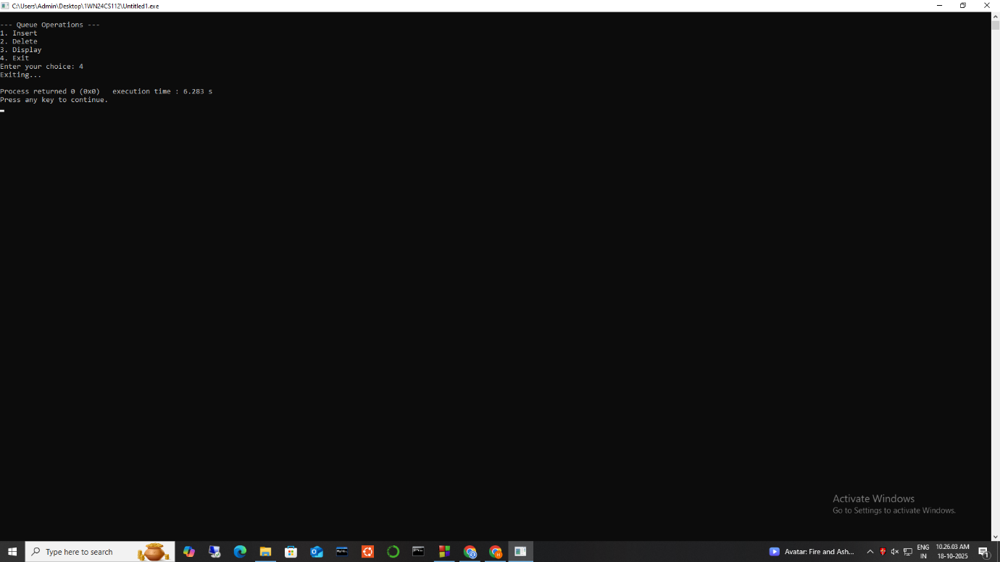 C:\Users\Admin\Desktop\1WN24CS112\Untitled1.exe
--- Queue Operations ---
1. Insert
2. Delete
3. Display
4. Exit
Enter your choice: 4
Exiting...
Process returned 0 (0x0)   execution time : 6.283 s
Press any key to continue.
Activate Windows
Go to Settings to activate Windows.
Type here to search
Avatar: Fire and Ash...
ENG
IN
10.26.03 AM
18-10-2025
1